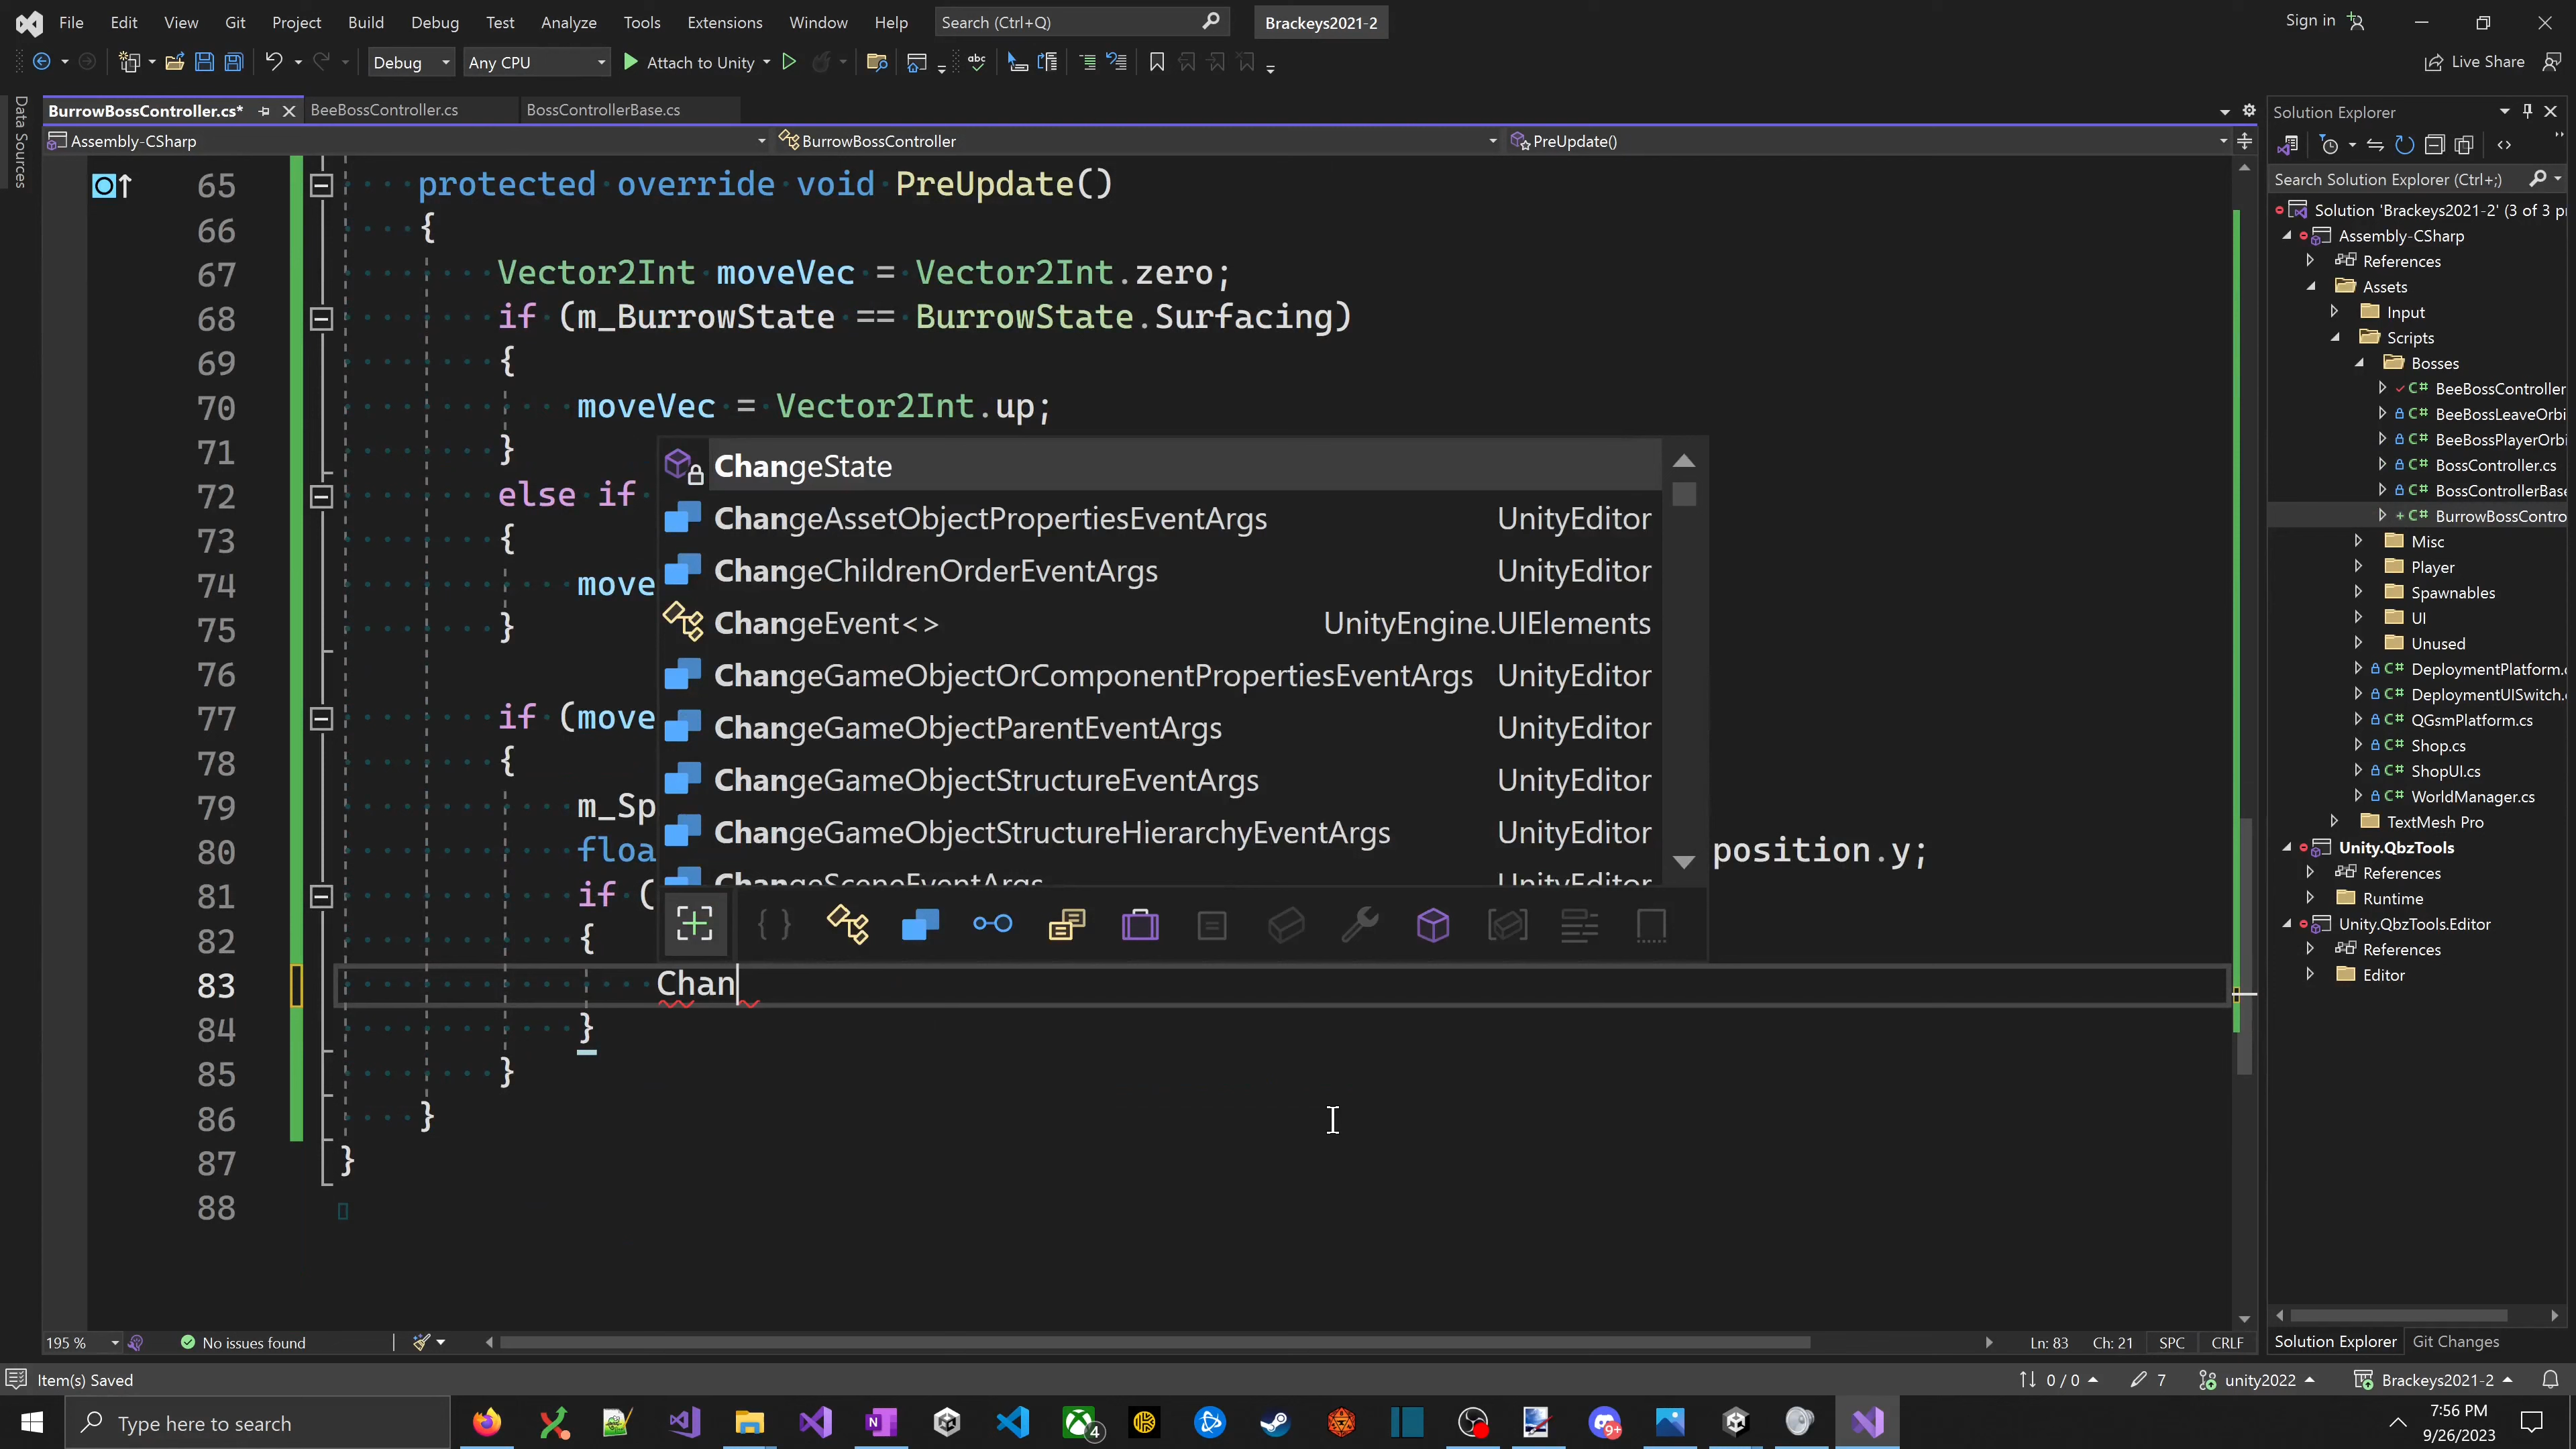 File Edit View Git Project Build Debug Test Analyze Tools Extensions Window Help Search (Ctrl+Q) Brackeys2021-2 Sign in
Debug Any CPU Attach to Unity Live Share
Data Sources
BurrowBossController.cs* BeeBossController.cs BossControllerBase.cs
Assembly-CSharp BurrowBossController PreUpdate()
65 protected override void PreUpdate()
66 {
67 Vector2Int moveVec = Vector2Int.zero;
68 if (m_BurrowState == BurrowState.Surfacing)
69 {
70 moveVec = Vector2Int.up;
71 }
72 else if
73 {
74 move
75 }
76
77 if (move
78 {
79 m_Sp
80 floa position.y;
81 if (
82 {
83 Chan
84 }
85 }
86 }
87 }
88
ChangeState
ChangeAssetObjectPropertiesEventArgs UnityEditor
ChangeChildrenOrderEventArgs UnityEditor
ChangeEvent<> UnityEngine.UIElements
ChangeGameObjectOrComponentPropertiesEventArgs UnityEditor
ChangeGameObjectParentEventArgs UnityEditor
ChangeGameObjectStructureEventArgs UnityEditor
ChangeGameObjectStructureHierarchyEventArgs UnityEditor
ChangeSceneEventArgs UnityEditor
Solution Explorer
Search Solution Explorer (Ctrl+;)
Solution 'Brackeys2021-2' (3 of 3 pr
Assembly-CSharp
References
Assets
Input
Scripts
Bosses
C# BeeBossController
C# BeeBossLeaveOrbi
C# BeeBossPlayerOrbi
C# BossController.cs
C# BossControllerBase
C# BurrowBossContro
Misc
Player
Spawnables
UI
Unused
C# DeploymentPlatform.c
C# DeploymentUISwitch.c
C# QGsmPlatform.cs
C# Shop.cs
C# ShopUI.cs
C# WorldManager.cs
TextMesh Pro
Unity.QbzTools
References
Runtime
Unity.QbzTools.Editor
References
Editor
195 % No issues found Ln: 83 Ch: 21 SPC CRLF
Solution Explorer Git Changes
Item(s) Saved 0 / 0 7 unity2022 Brackeys2021-2
Type here to search 4 9+ 7:56 PM
9/26/2023